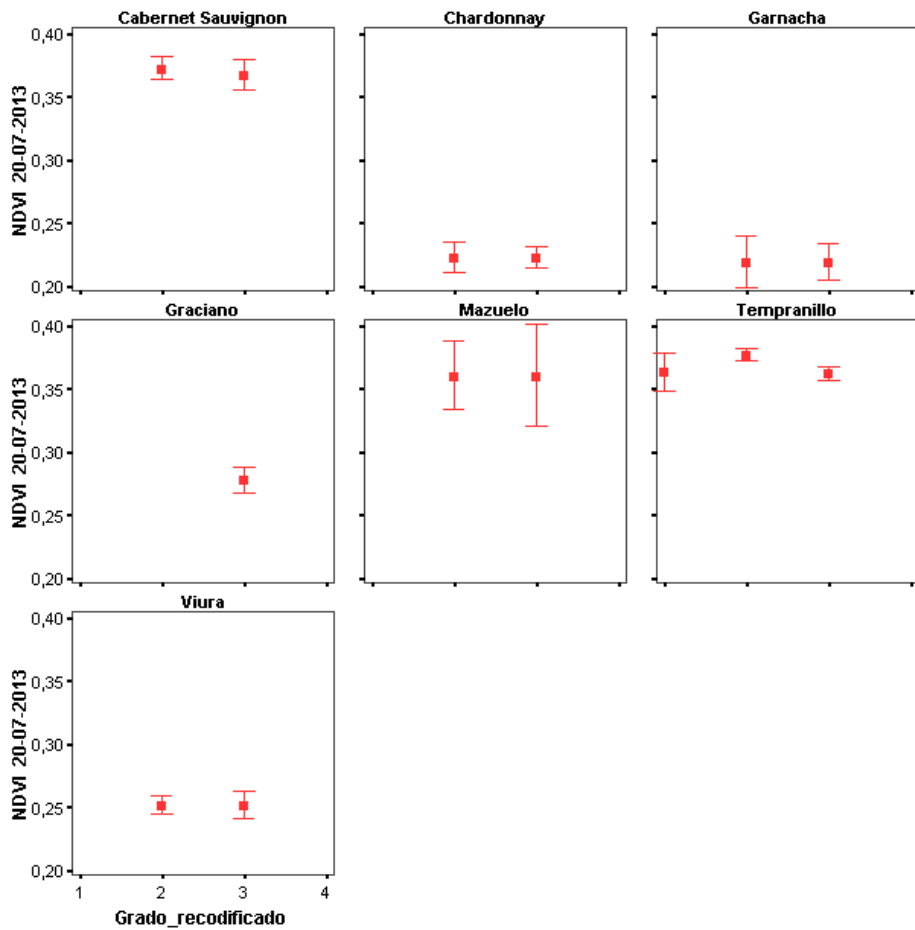 Cabernet Sauvignon
Chardonnay
Garnacha
NDVI 20-07-2013
0,40
0,35
0,30
0,25
0,20
Graciano
Mazuelo
Tempranillo
NDVI 20-07-2013
0,40
0,35
0,30
0,25
0,20
Viura
NDVI 20-07-2013
0,40
0,35
0,30
0,25
0,20
1 2 3 4
Grado_recodificado